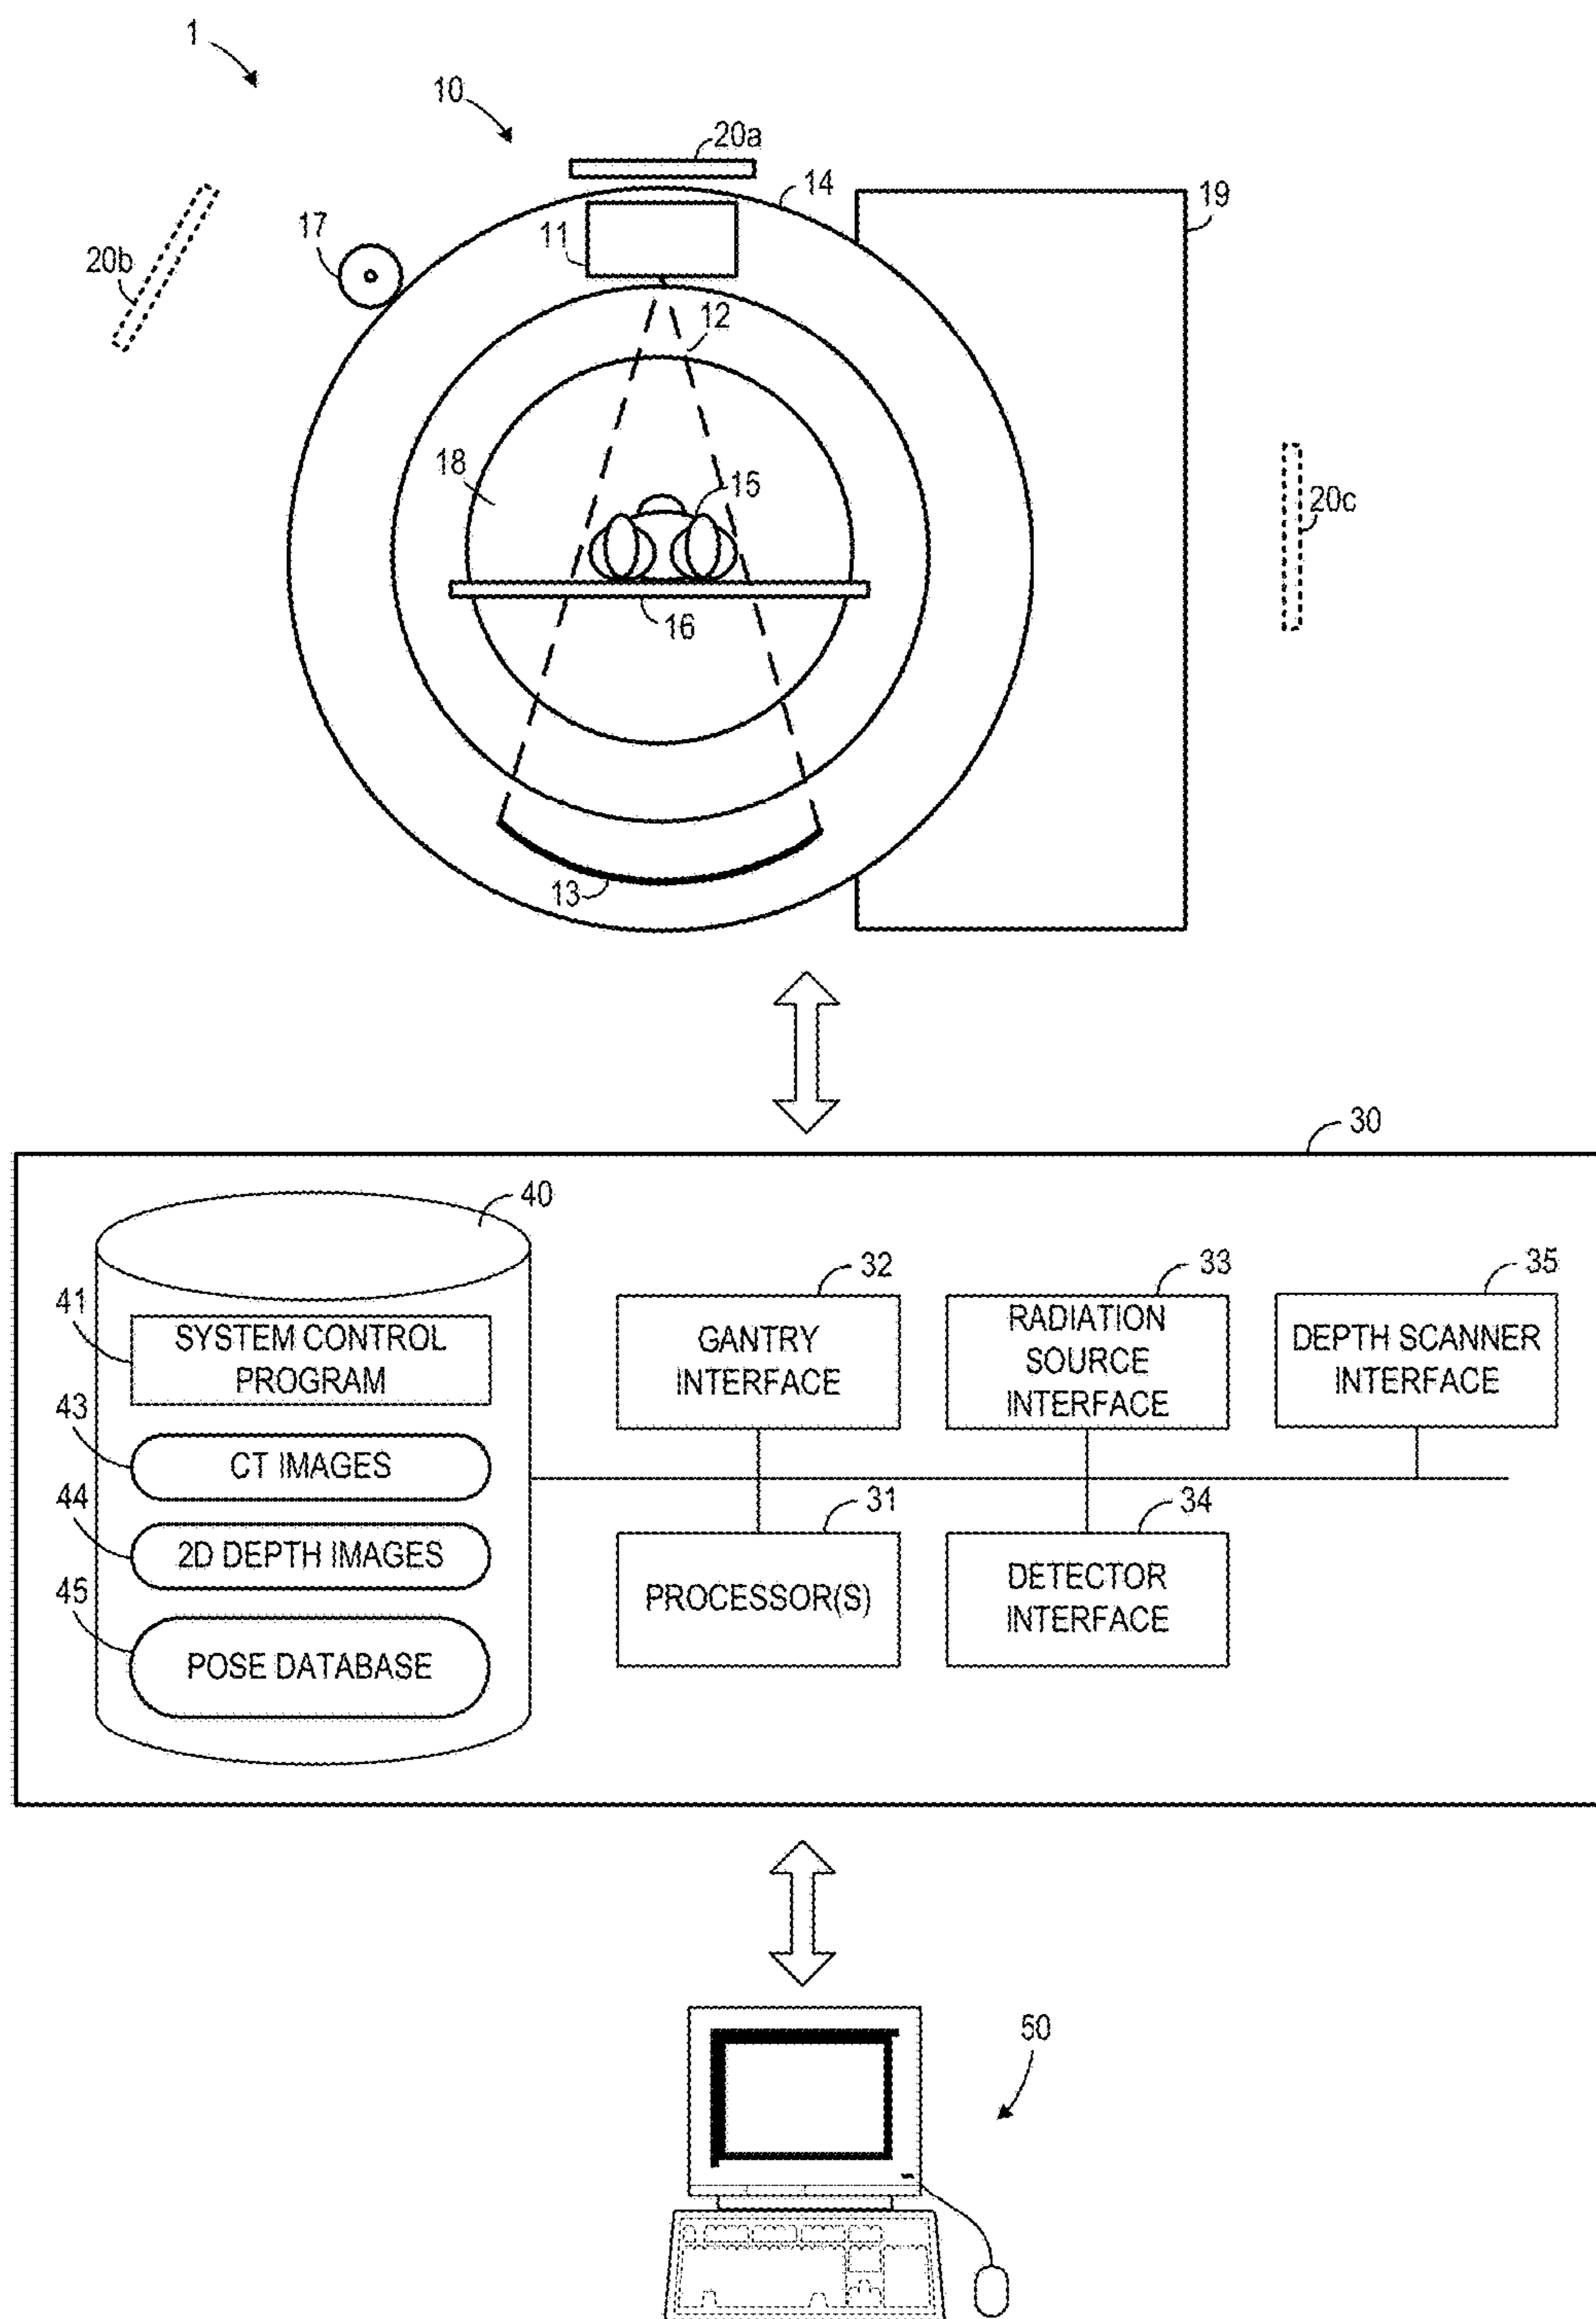 1
10
20a
14
19
17
11
20b
12
18
15
20c
16
13
30
40
32
33
35
41
SYSTEM CONTROL
PROGRAM
GANTRY
INTERFACE
RADIATION
SOURCE
INTERFACE
DEPTH SCANNER
INTERFACE
43
CT IMAGES
44
31
34
2D DEPTH IMAGES
45
PROCESSOR(S)
DETECTOR
INTERFACE
POSE DATABASE
50